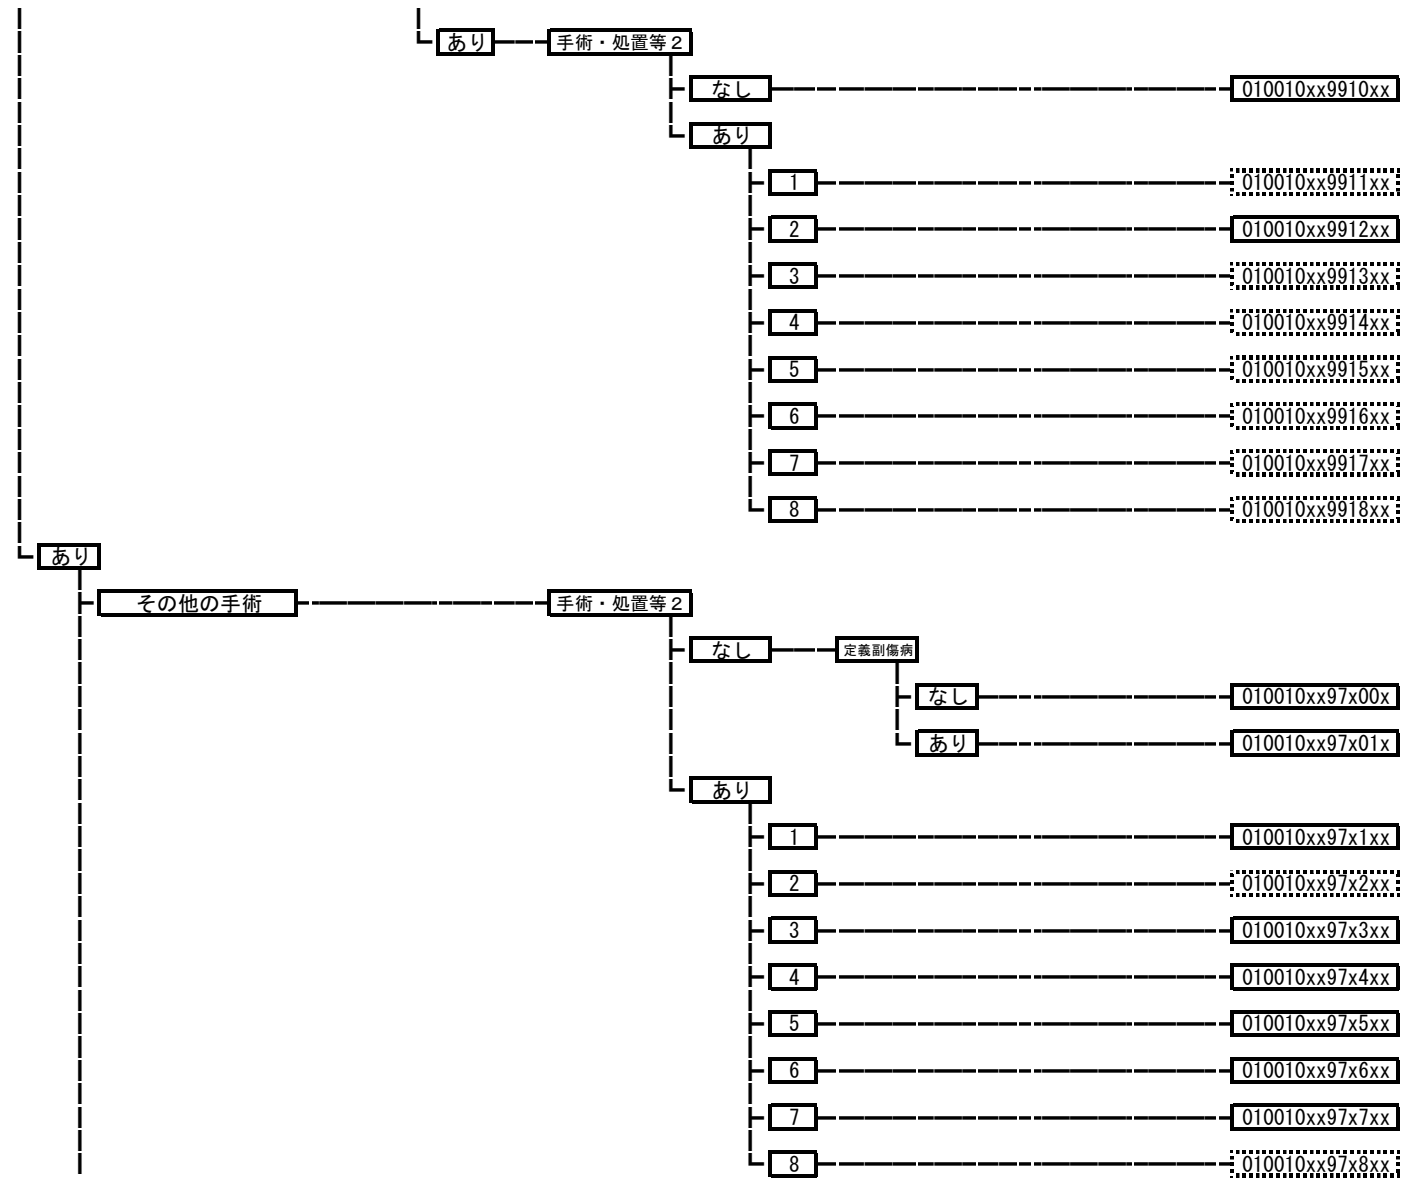 あり 手術・処置等２
なし 010010xx9910xx
あり
1 010010xx9911xx
2 010010xx9912xx
3 010010xx9913xx
4 010010xx9914xx
5 010010xx9915xx
6 010010xx9916xx
7 010010xx9917xx
8 010010xx9918xx
あり
その他の手術 手術・処置等２
なし 定義副傷病
なし 010010xx97x00x
あり 010010xx97x01x
あり
1 010010xx97x1xx
2 010010xx97x2xx
3 010010xx97x3xx
4 010010xx97x4xx
5 010010xx97x5xx
6 010010xx97x6xx
7 010010xx97x7xx
8 010010xx97x8xx